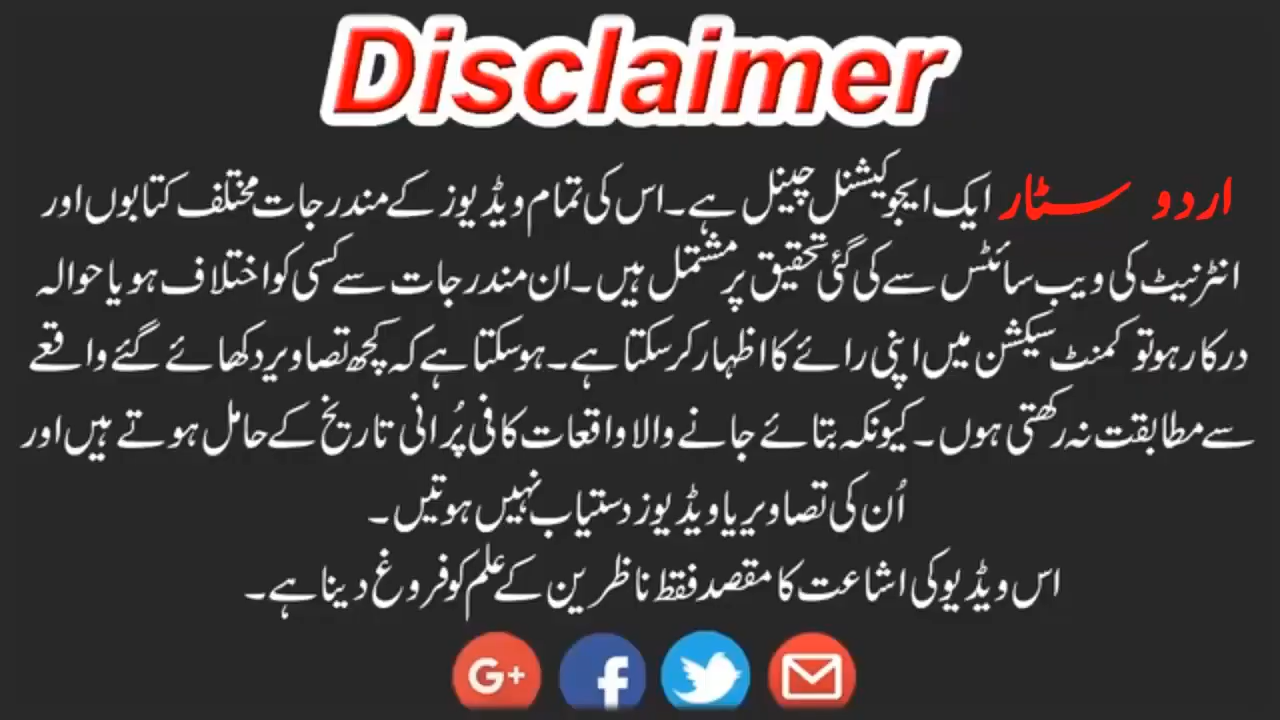 Disclaimer
اردو سٹار ایک ایجوکیشنل چینل ہے۔ اس کی تمام ویڈیوز کے مندرجات مختلف کتابوں اور
انٹرنیٹ کی ویب سائٹس سے کی گئی تحقیق پر مشتمل ہیں۔ ان مندرجات سے کسی کو اختلاف ہو یا حوالہ
درکار ہو تو کمنٹ سیکشن میں اپنی رائے کا اظہار کر سکتا ہے۔ ہو سکتا ہے کہ کچھ تصاویر دکھائے گئے واقعے
سے مطابقت نہ رکھتی ہوں۔ کیونکہ بتائے جانے والا واقعات کافی پُرانی تاریخ کے حامل ہوتے ہیں اور
اُن کی تصاویر یا ویڈیوز دستیاب نہیں ہوتیں۔
اس ویڈیو کی اشاعت کا مقصد فقط ناظرین کے علم کو فروغ دینا ہے۔
G+ f